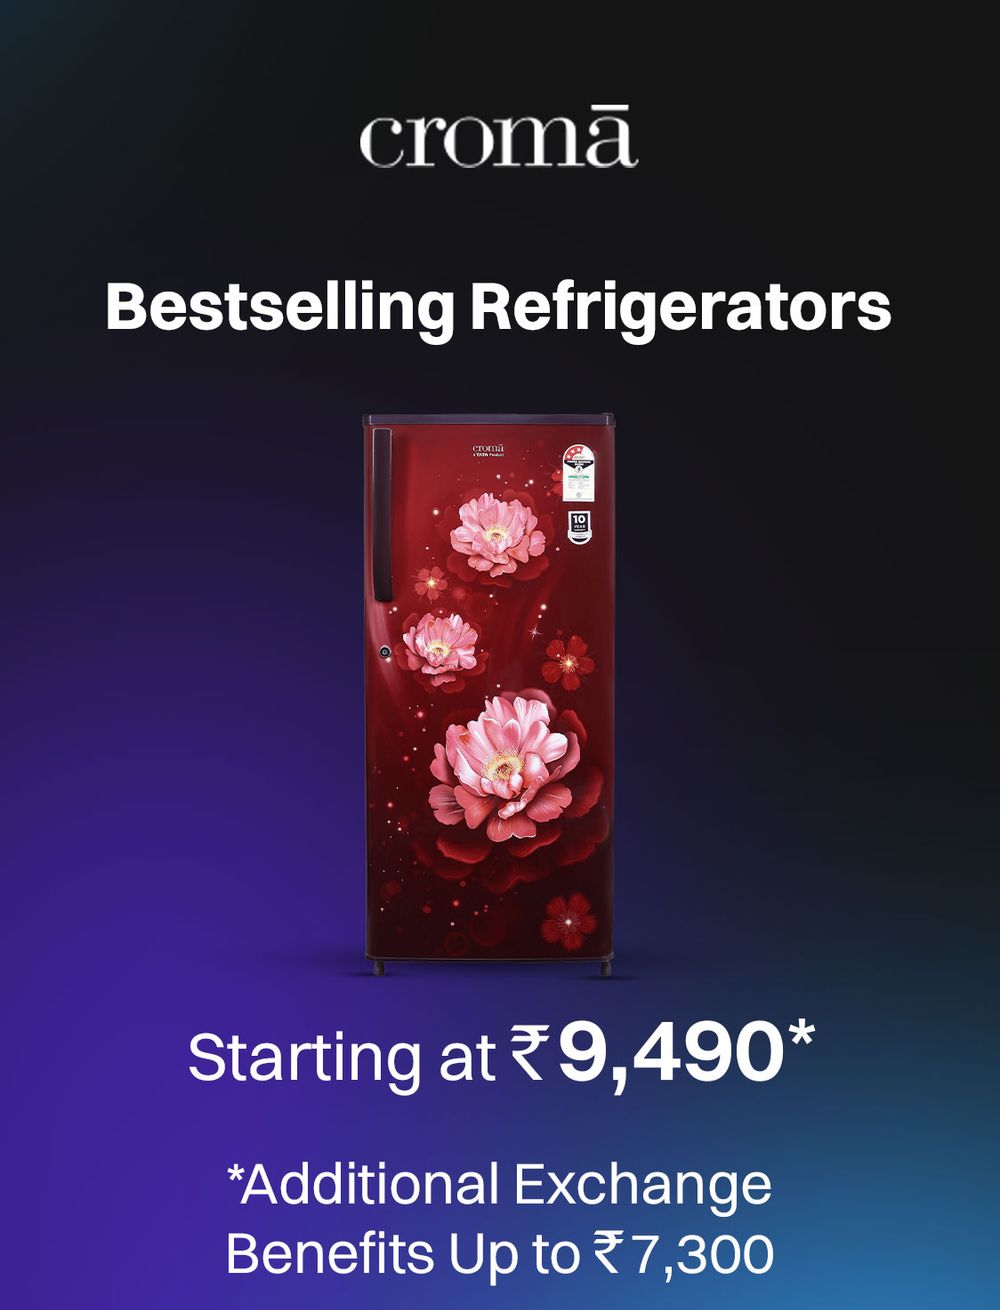 cromā
Bestselling Refrigerators
cromā
A TATA Product
10
YEAR
Starting at ₹9,490*
*Additional Exchange
Benefits Up to ₹7,300